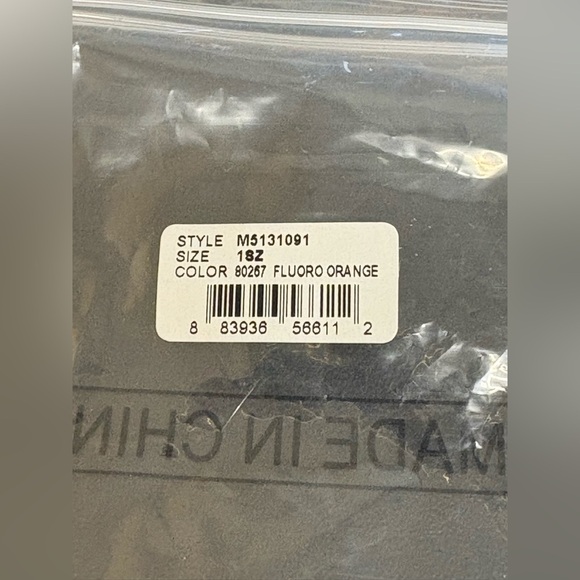 STYLE M5131091
SIZE 1SZ
COLOR 80267 FLUORO ORANGE
8 83936 56611 2
MADE IN CHIN